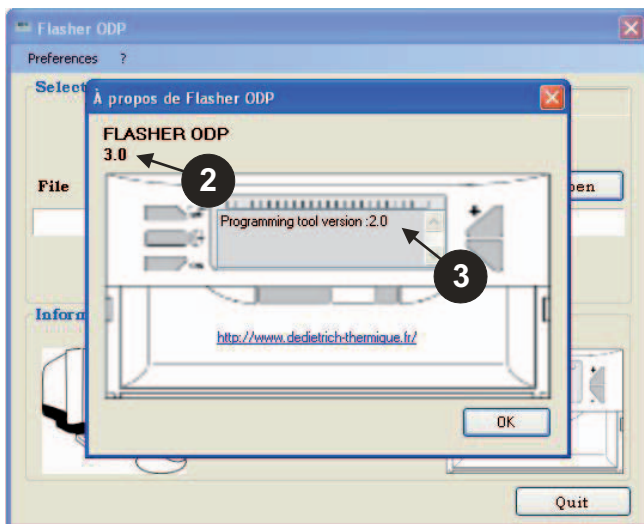 Flasher ODP
Preferences ?
Select
À propos de Flasher ODP
FLASHER ODP
3.0
2
File
Programming tool version :2.0
3
http://www.dedietrich-thermique.fr/
Inform
OK
Quit